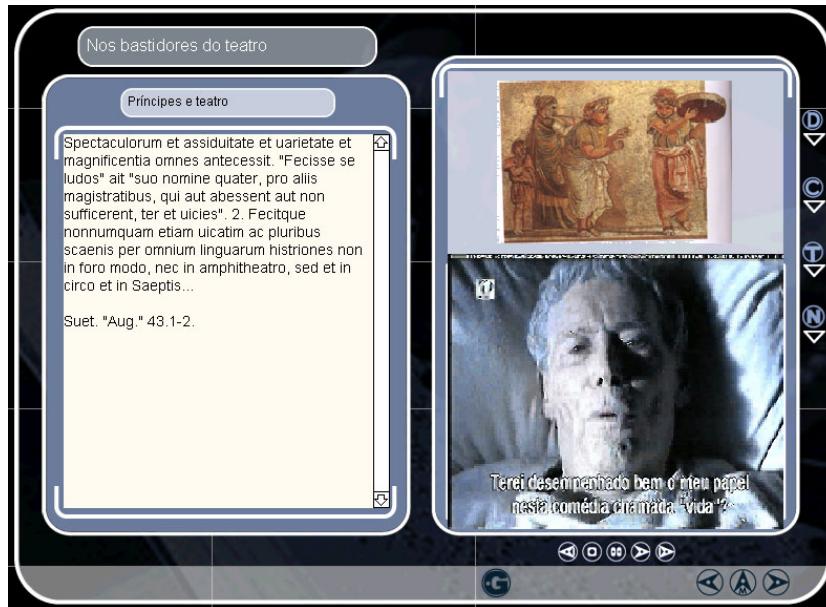 Nos bastidores do teatro
Príncipes e teatro
Spectaculorum et assiduitate et uarietate et
magnificentia omnes antecessit. "Fecisse se
ludos" ait "suo nomine quater, pro aliis
magistratibus, qui aut abessent aut non
sufficerent, ter et uicies". 2. Fecitque
nonnumquam etiam uicatim ac pluribus
scaenis per omnium linguarum histriones non
in foro modo, nec in amphitheatro, sed et in
circo et in Saeptis...
Suet. "Aug." 43.1-2.
D
C
T
N
Terei desempenhado bem o meu papel
nesta comédia chamada "vida"?
G
M